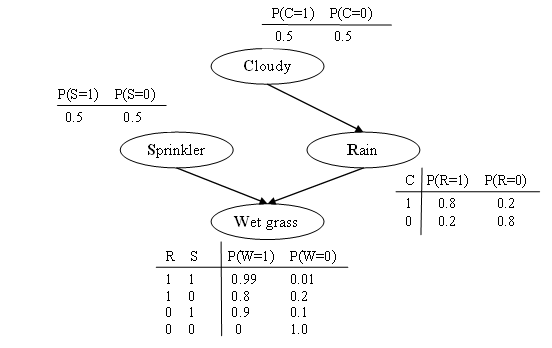 P(C=1) P(C=0)
0.5 0.5
Cloudy
P(S=1) P(S=0)
0.5 0.5
Sprinkler
Rain
C P(R=1) P(R=0)
1 0.8 0.2
0 0.2 0.8
Wet grass
R S P(W=1) P(W=0)
1 1 0.99 0.01
1 0 0.8 0.2
0 1 0.9 0.1
0 0 0 1.0